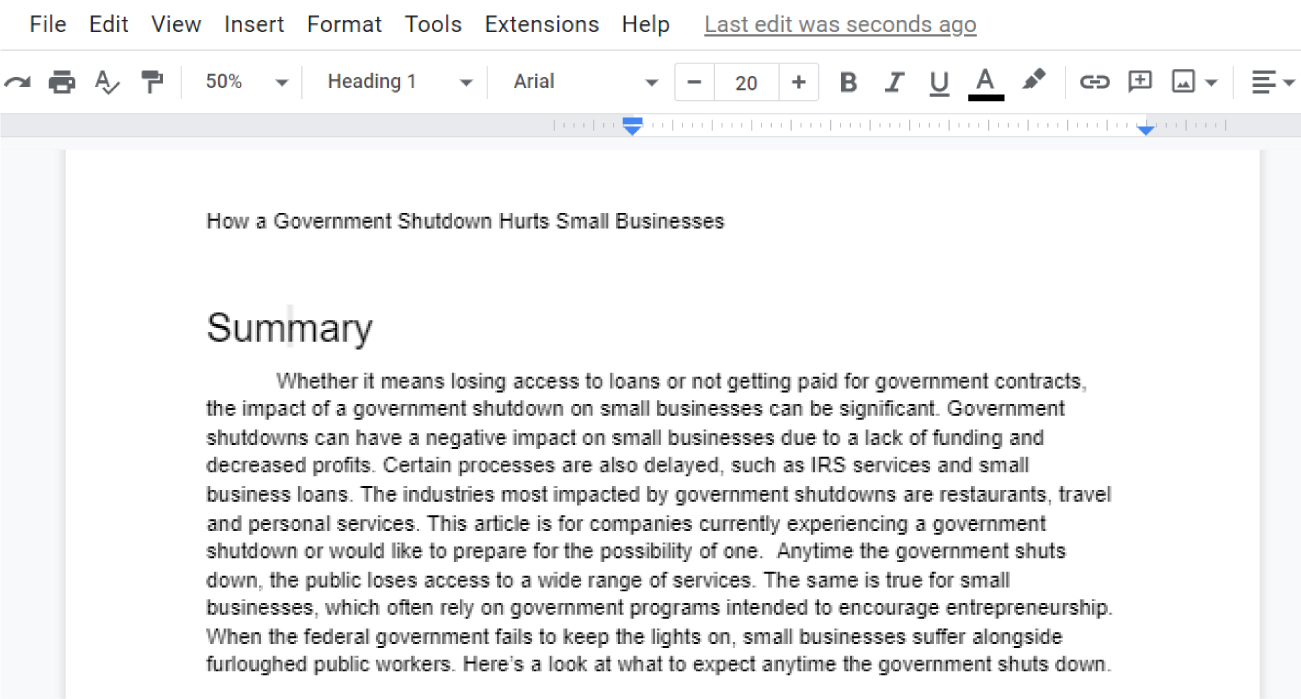 File Edit View Insert Format Tools Extensions Help Last edit was seconds ago
50% Heading 1 Arial − 20 + B I U A
How a Government Shutdown Hurts Small Businesses
Summary
Whether it means losing access to loans or not getting paid for government contracts,
the impact of a government shutdown on small businesses can be significant. Government
shutdowns can have a negative impact on small businesses due to a lack of funding and
decreased profits. Certain processes are also delayed, such as IRS services and small
business loans. The industries most impacted by government shutdowns are restaurants, travel
and personal services. This article is for companies currently experiencing a government
shutdown or would like to prepare for the possibility of one.  Anytime the government shuts
down, the public loses access to a wide range of services. The same is true for small
businesses, which often rely on government programs intended to encourage entrepreneurship.
When the federal government fails to keep the lights on, small businesses suffer alongside
furloughed public workers. Here’s a look at what to expect anytime the government shuts down.